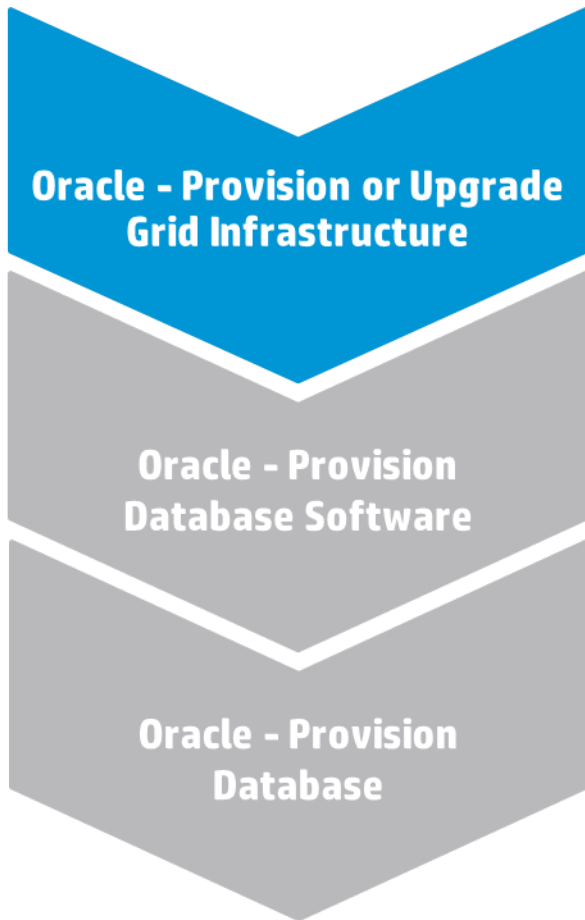 Oracle - Provision or Upgrade
Grid Infrastructure
Oracle - Provision
Database Software
Oracle - Provision
Database